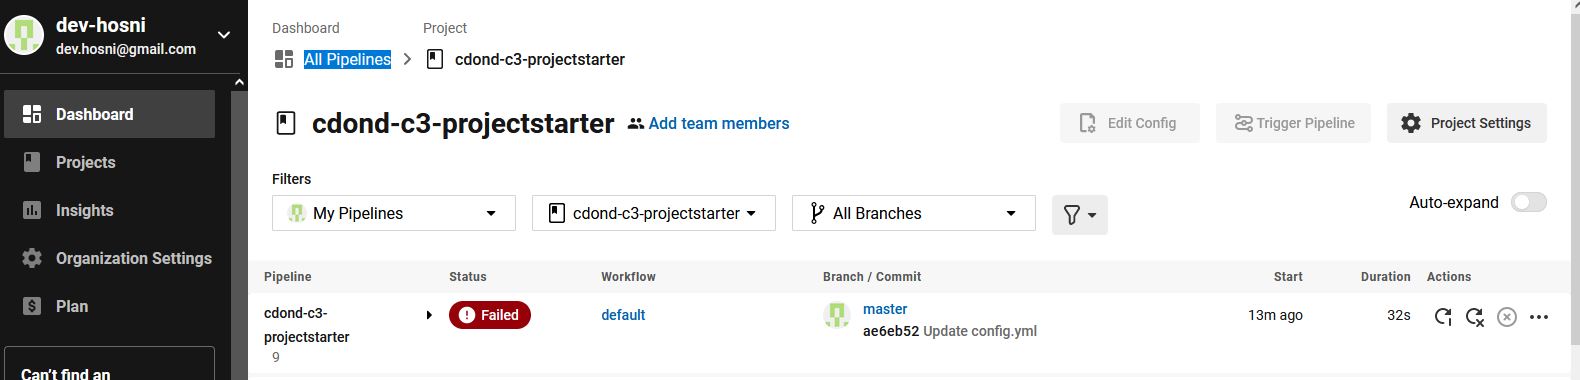 dev-hosni
dev.hosni@gmail.com
Dashboard
Projects
Insights
Organization Settings
Plan
Can't find an
Dashboard Project
All Pipelines cdond-c3-projectstarter
cdond-c3-projectstarter Add team members Edit Config Trigger Pipeline Project Settings
Filters
My Pipelines cdond-c3-projectstarter All Branches Auto-expand
Pipeline Status Workflow Branch / Commit Start Duration Actions
cdond-c3-
projectstarter
9
Failed default master 13m ago 32s
ae6eb52 Update config.yml